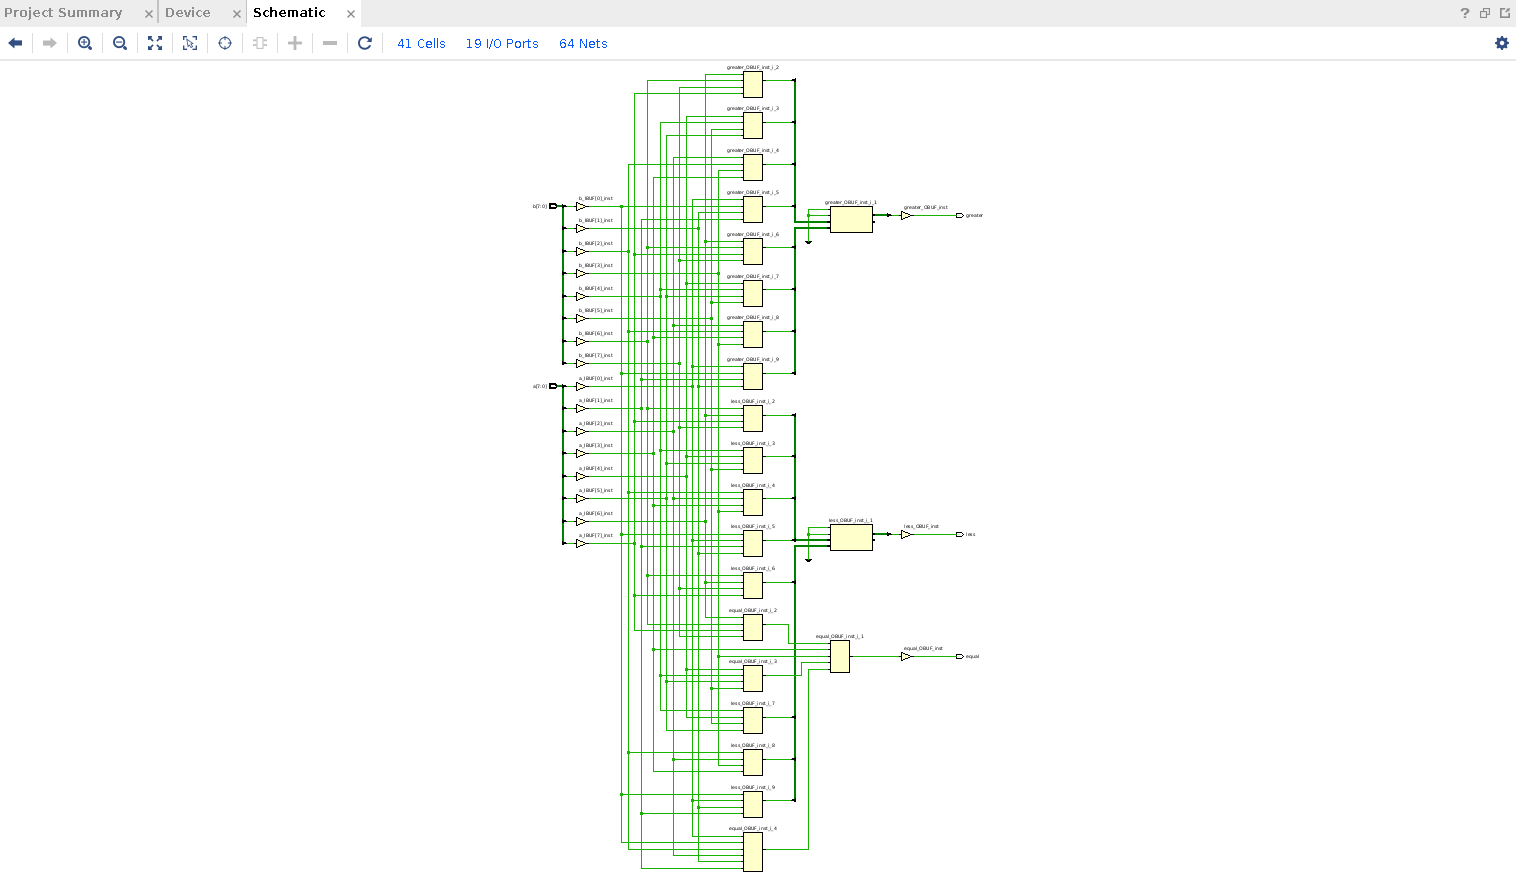 Project Summary
Device
Schematic
41 Cells
19 I/O Ports
64 Nets
greater_OBUF_inst_i_2
greater_OBUF_inst_i_3
greater_OBUF_inst_i_4
greater_OBUF_inst_i_5
greater_OBUF_inst_i_6
greater_OBUF_inst_i_7
greater_OBUF_inst_i_8
greater_OBUF_inst_i_9
b[7:0]
b_IBUF[0]_inst
b_IBUF[1]_inst
b_IBUF[2]_inst
b_IBUF[3]_inst
b_IBUF[4]_inst
b_IBUF[5]_inst
b_IBUF[6]_inst
b_IBUF[7]_inst
a[7:0]
a_IBUF[0]_inst
a_IBUF[1]_inst
a_IBUF[2]_inst
a_IBUF[3]_inst
a_IBUF[4]_inst
a_IBUF[5]_inst
a_IBUF[6]_inst
a_IBUF[7]_inst
less_OBUF_inst_i_2
less_OBUF_inst_i_3
less_OBUF_inst_i_4
less_OBUF_inst_i_5
less_OBUF_inst_i_6
equal_OBUF_inst_i_2
equal_OBUF_inst_i_3
less_OBUF_inst_i_7
less_OBUF_inst_i_8
less_OBUF_inst_i_9
equal_OBUF_inst_i_4
greater_OBUF_inst_i_1
greater_OBUF_inst
greater
less_OBUF_inst_i_1
less_OBUF_inst
less
equal_OBUF_inst_i_1
equal_OBUF_inst
equal